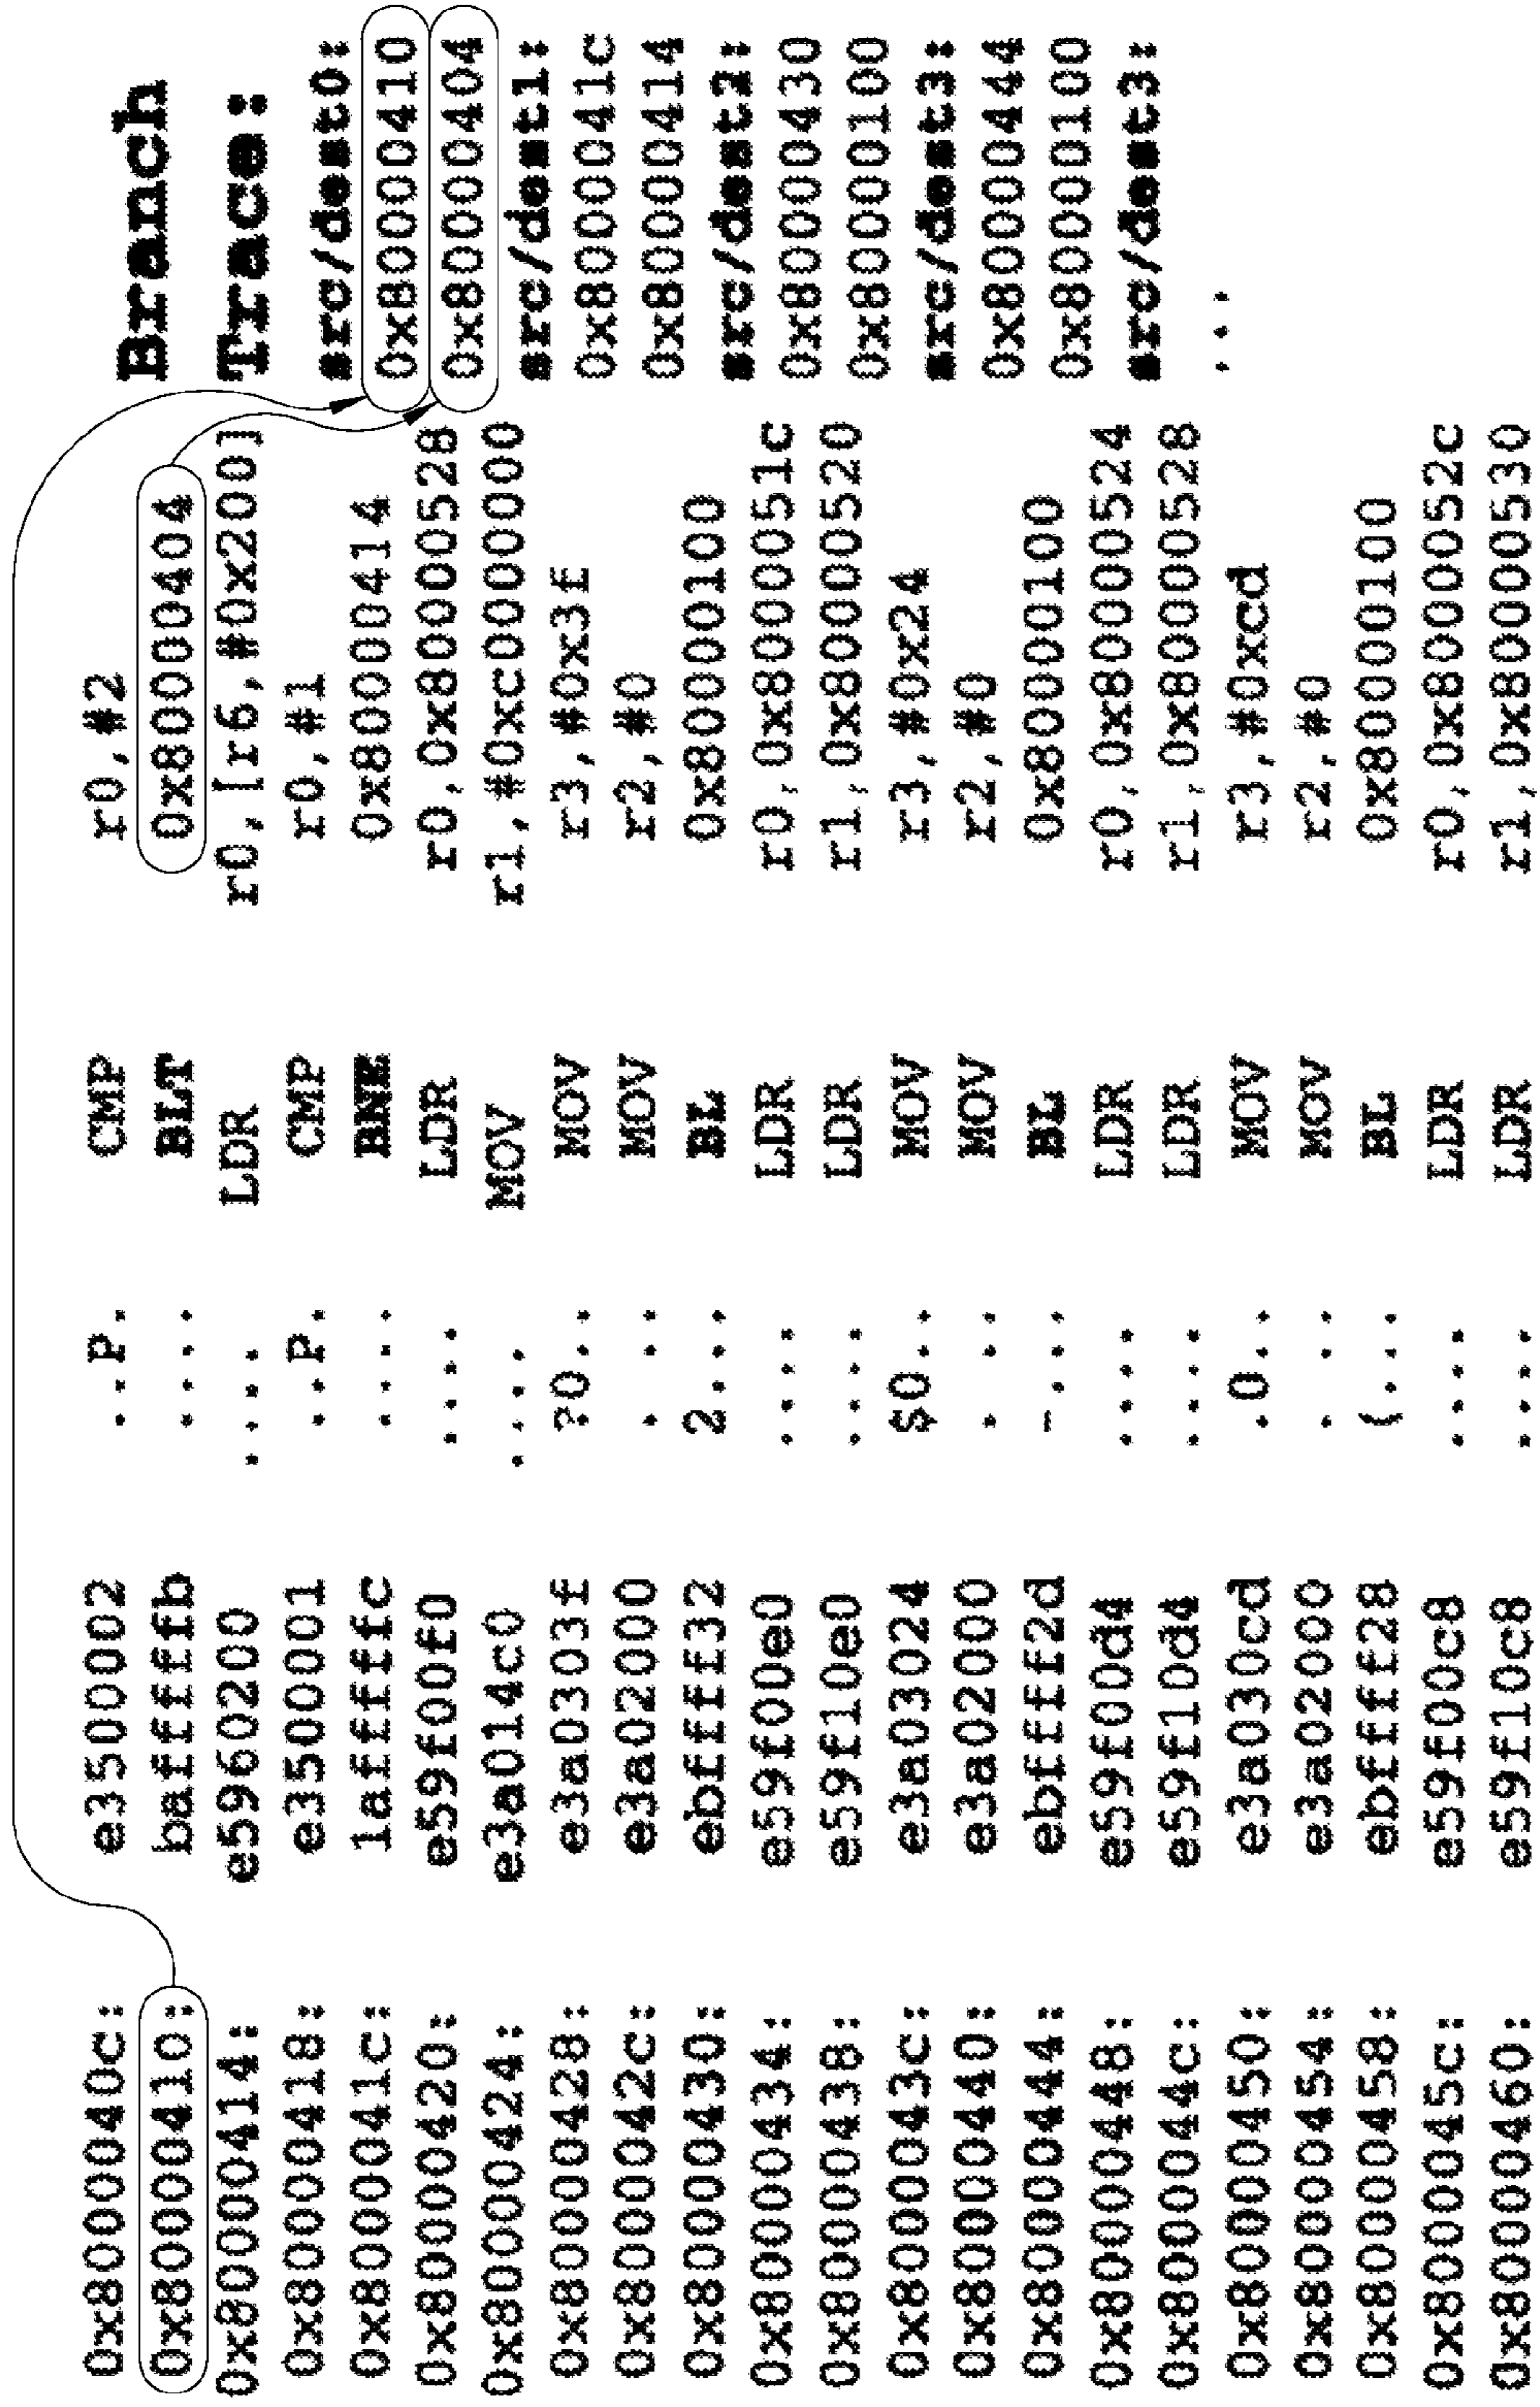 0x8000040c: e3500002 ..P. CMP r0,#2
0x80000410: bafffffb .... BLT 0x80000404
0x80000414: e5960200 .... LDR r0,[r6,#0x200]
0x80000418: e3500001 ..P. CMP r0,#1
0x8000041c: 1afffffc .... BNE 0x80000414
0x80000420: e59f00f0 .... LDR r0,0x80000528
0x80000424: e3a014c0 .... MOV r1,#0xc0000000
0x80000428: e3a0303f ?0.. MOV r3,#0x3f
0x8000042c: e3a02000 . .. MOV r2,#0
0x80000430: ebffff32 2... BL 0x80000100
0x80000434: e59f00e0 .... LDR r0,0x8000051c
0x80000438: e59f10e0 .... LDR r1,0x80000520
0x8000043c: e3a03024 $0.. MOV r3,#0x24
0x80000440: e3a02000 . .. MOV r2,#0
0x80000444: ebffff2d -... BL 0x80000100
0x80000448: e59f00d4 .... LDR r0,0x80000524
0x8000044c: e59f10d4 .... LDR r1,0x80000528
0x80000450: e3a030cd .0.. MOV r3,#0xcd
0x80000454: e3a02000 . .. MOV r2,#0
0x80000458: ebffff28 (... BL 0x80000100
0x8000045c: e59f00c8 .... LDR r0,0x8000052c
0x80000460: e59f10c8 .... LDR r1,0x80000530
Branch
Trace:
src/dest0:
0x80000410
0x80000404
src/dest1:
0x8000041c
0x80000414
src/dest2:
0x80000430
0x80000100
src/dest3:
0x80000444
0x80000100
src/dest3:
...